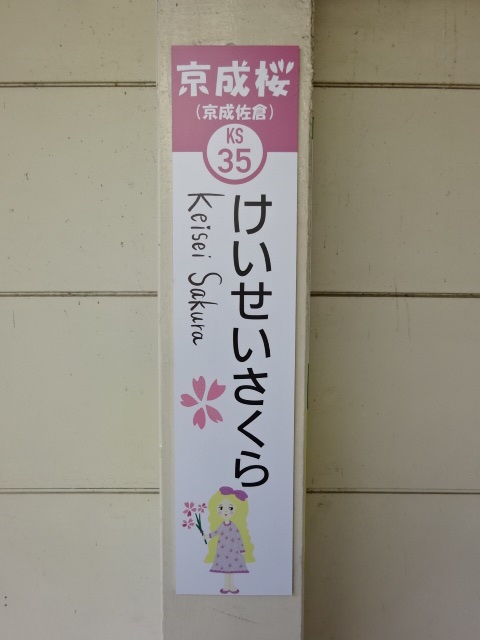 京成桜
(京成佐倉)
KS
35
けいせいさくら
Keisei Sakura